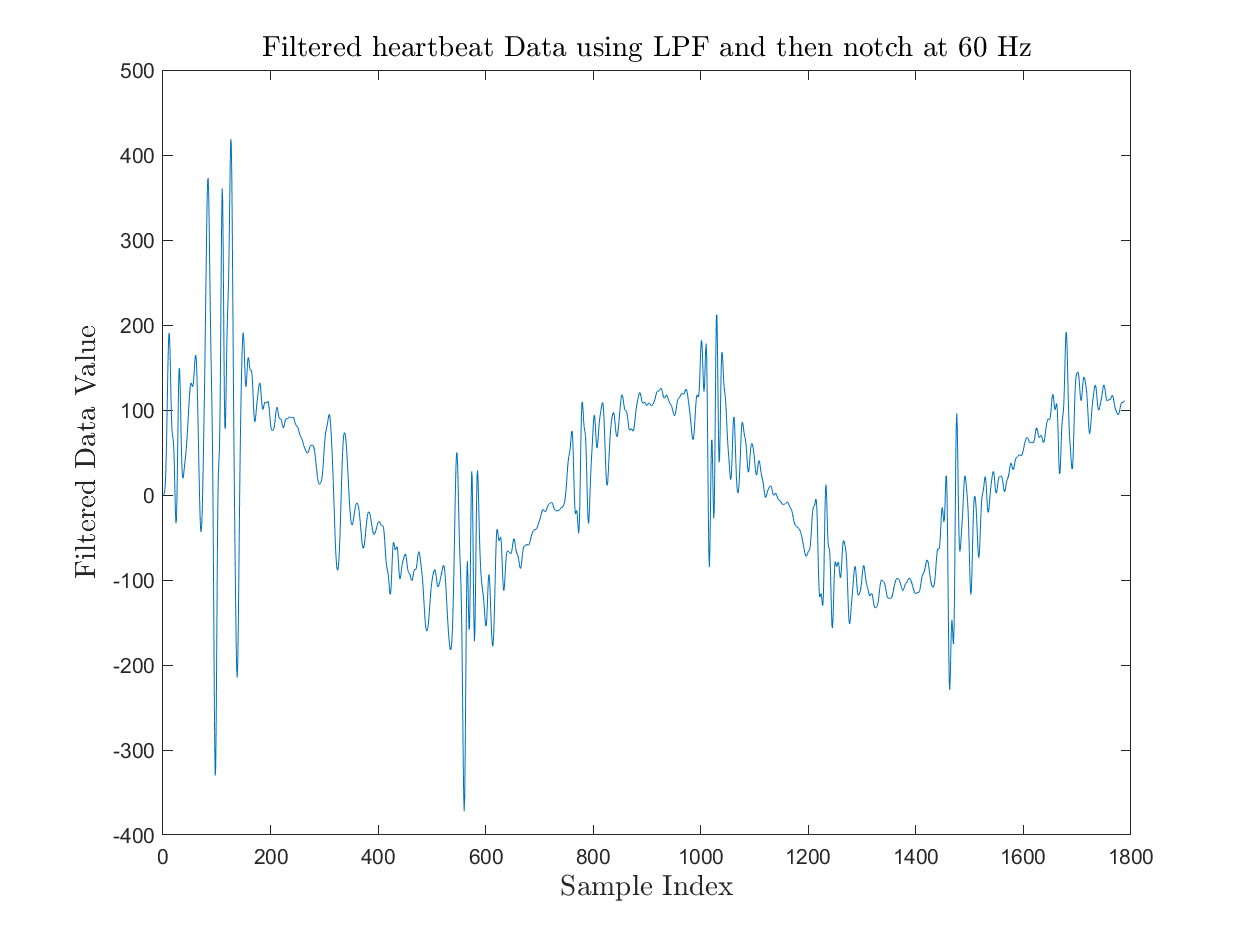 Filtered heartbeat Data using LPF and then notch at 60 Hz
500
400
300
200
100
0
-100
-200
-300
-400
Filtered Data Value
0 200 400 600 800 1000 1200 1400 1600 1800
Sample Index